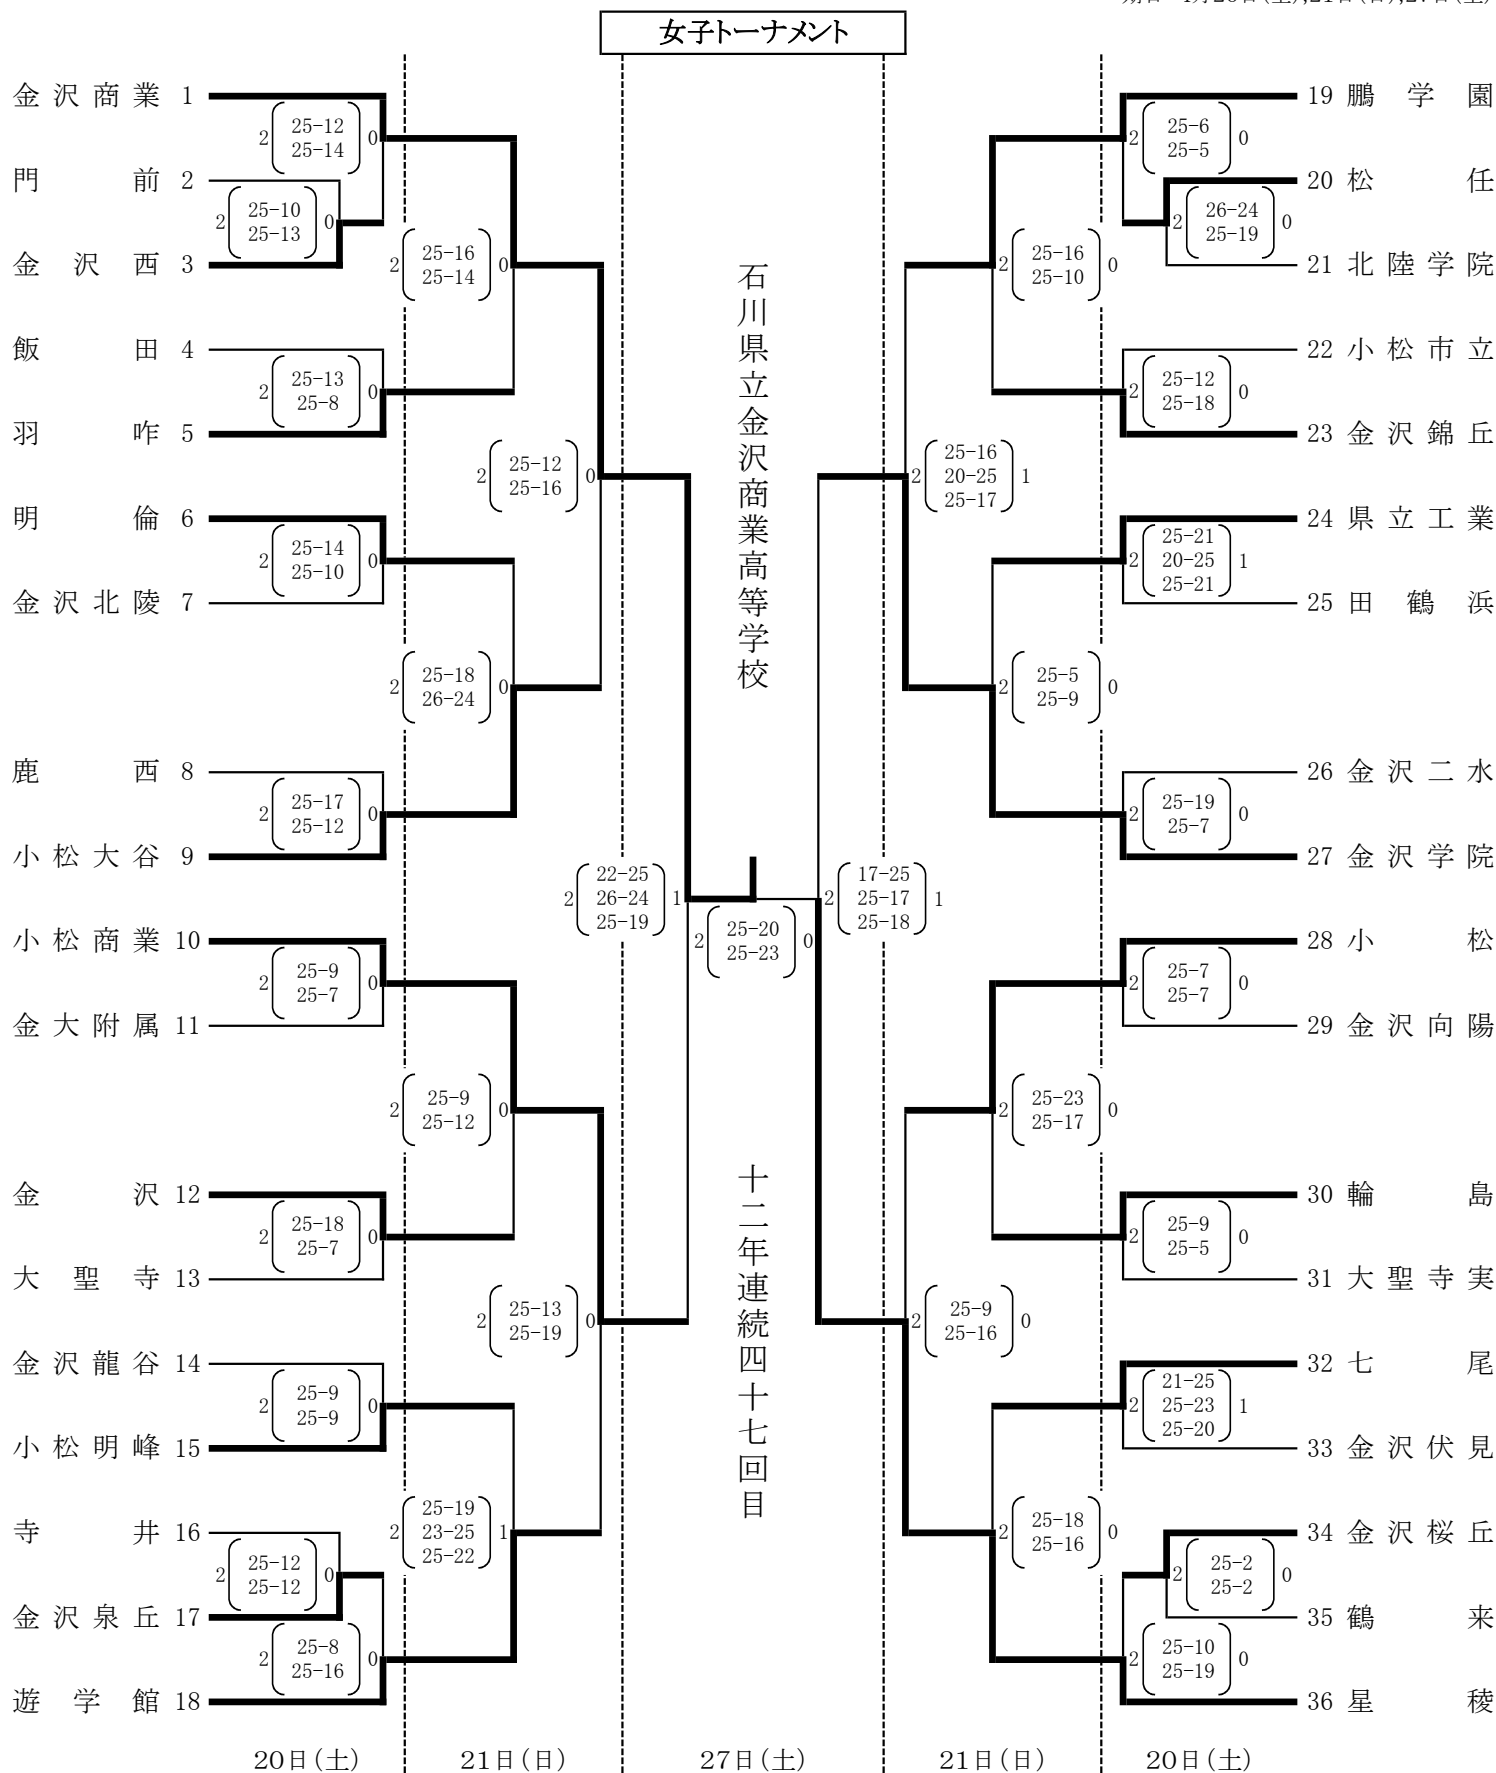 女子トーナメント
金沢商業 1
門前 2
金沢西 3
飯田 4
羽咋 5
明倫 6
金沢北陵 7
鹿西 8
小松大谷 9
小松商業 10
金大附属 11
金沢 12
大聖寺 13
金沢龍谷 14
小松明峰 15
寺井 16
金沢泉丘 17
遊学館 18
2 25-12 0
25-14
2 25-10 0
25-13
2 25-13 0
25-8
2 25-14 0
25-10
2 25-17 0
25-12
2 25-9 0
25-7
2 25-18 0
25-7
2 25-9 0
25-9
2 25-12 0
25-12
2 25-8 0
25-16
2 25-16 0
25-14
2 25-18 0
26-24
2 25-9 0
25-12
2 25-19 1
23-25
25-22
2 25-12 0
25-16
2 25-13 0
25-19
2 22-25 1
26-24
25-19
石川県立金沢商業高等学校
2 25-20 0
25-23
十二年連続四十七回目
2 17-25 1
25-17
25-18
2 25-16 1
20-25
25-17
2 25-9 0
25-16
2 25-16 0
25-10
2 25-5 0
25-9
2 25-23 0
25-17
2 25-18 0
25-16
2 25-6 0
25-5
2 26-24 0
25-19
2 25-12 0
25-18
2 25-21 1
20-25
25-21
2 25-19 0
25-7
2 25-7 0
25-7
2 25-9 0
25-5
2 21-25 1
25-23
25-20
2 25-2 0
25-2
2 25-10 0
25-19
19 鵬学園
20 松任
21 北陸学院
22 小松市立
23 金沢錦丘
24 県立工業
25 田鶴浜
26 金沢二水
27 金沢学院
28 小松
29 金沢向陽
30 輪島
31 大聖寺実
32 七尾
33 金沢伏見
34 金沢桜丘
35 鶴来
36 星稜
20日(土) 21日(日) 27日(土) 21日(日) 20日(土)